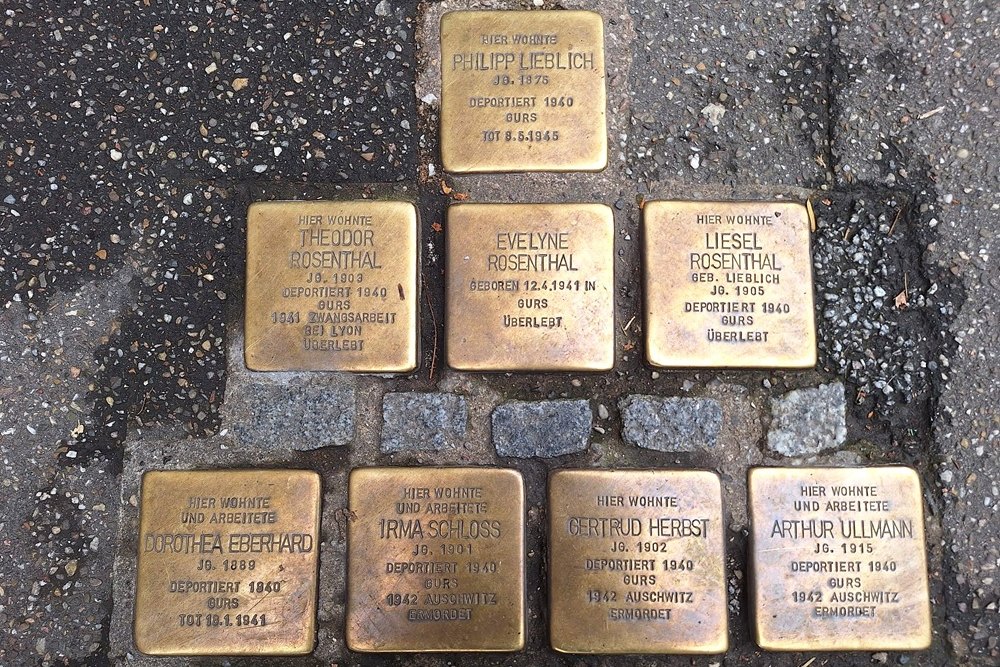 HIER WOHNTE
PHILIPP LIEBLICH
JG. 1875
DEPORTIERT 1940
GURS
TOT 8.5.1945
HIER WOHNTE
THEODOR
ROSENTHAL
JG. 1903
DEPORTIERT 1940
GURS
1941 ZWANGSARBEIT
BEI LYON
ÜBERLEBT
EVELYNE
ROSENTHAL
GEBOREN 12.4.1941 IN
GURS
ÜBERLEBT
HIER WOHNTE
LIESEL
ROSENTHAL
GEB. LIEBLICH
JG. 1905
DEPORTIERT 1940
GURS
ÜBERLEBT
HIER WOHNTE
UND ARBEITETE
DOROTHEA EBERHARD
JG. 1889
DEPORTIERT 1940
GURS
TOT 19.1.1941
HIER WOHNTE
UND ARBEITETE
IRMA SCHLOSS
JG. 1901
DEPORTIERT 1940
GURS
1942 AUSCHWITZ
ERMORDET
HIER WOHNTE
GERTRUD HERBST
JG. 1902
DEPORTIERT 1940
GURS
1942 AUSCHWITZ
ERMORDET
HIER WOHNTE
UND ARBEITETE
ARTHUR ULLMANN
JG. 1915
DEPORTIERT 1940
GURS
1942 AUSCHWITZ
ERMORDET